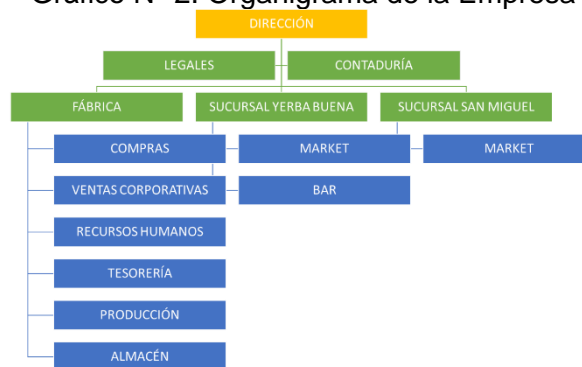 Gráfico N° 2: Organigrama de la Empresa
DIRECCIÓN
LEGALES
CONTADURÍA
FÁBRICA
SUCURSAL YERBA BUENA
SUCURSAL SAN MIGUEL
COMPRAS
MARKET
MARKET
VENTAS CORPORATIVAS
BAR
RECURSOS HUMANOS
TESORERÍA
PRODUCCIÓN
ALMACÉN